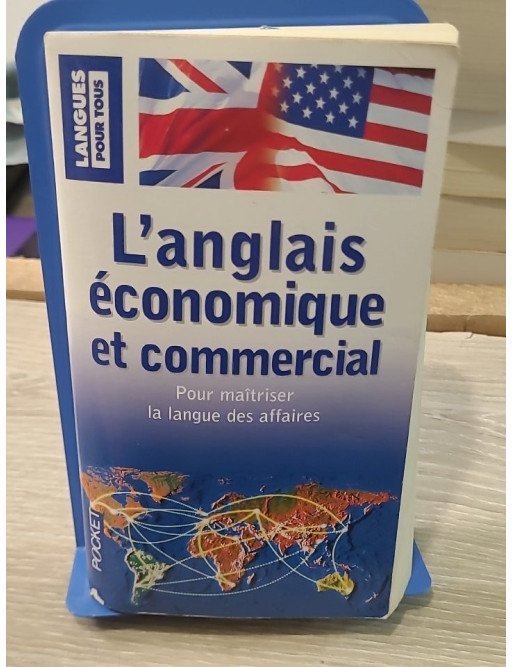 LANGUES
POUR TOUS
L'anglais
économique
et commercial
Pour maîtriser
la langue des affaires
POCKET